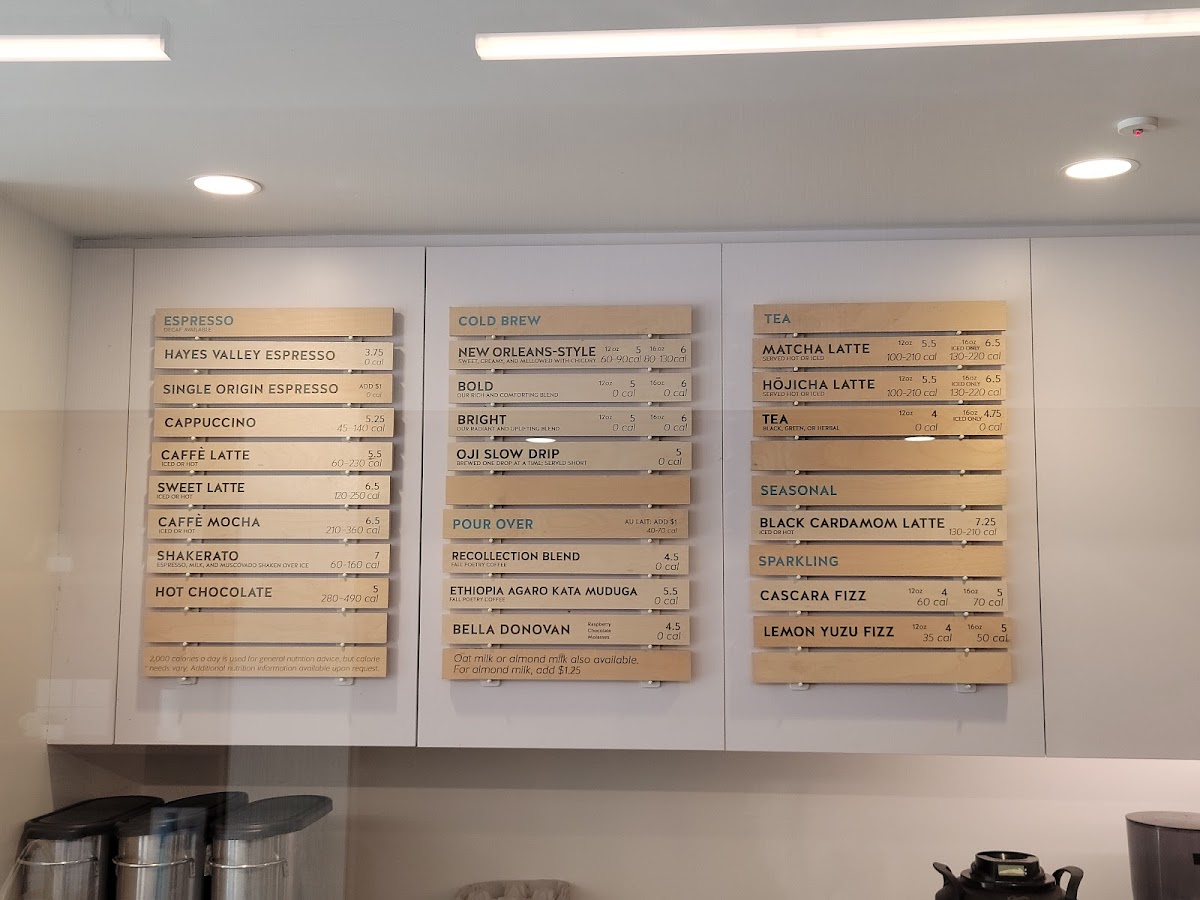 ESPRESSO
DECAF AVAILABLE
HAYES VALLEY ESPRESSO 3.75
0 cal
SINGLE ORIGIN ESPRESSO ADD $1
0 cal
CAPPUCCINO 5.25
45-140 cal
CAFFÈ LATTE 5.5
ICED OR HOT 60-230 cal
SWEET LATTE 6.5
ICED OR HOT 120-250 cal
CAFFÈ MOCHA 6.5
ICED OR HOT 210-360 cal
SHAKERATO 7
ESPRESSO, MILK, AND MUSCOVADO SHAKEN OVER ICE 60-160 cal
HOT CHOCOLATE 5
280-490 cal
2,000 calories a day is used for general nutrition advice, but calorie
needs vary. Additional nutrition information available upon request.
COLD BREW
NEW ORLEANS-STYLE 12oz 5 16oz 6
SWEET, CREAMY, AND MELLOWED WITH CHICORY 60-90cal 80-130cal
BOLD 12oz 5 16oz 6
OUR RICH AND COMFORTING BLEND 0 cal 0 cal
BRIGHT 12oz 5 16oz 6
OUR RADIANT AND UPLIFTING BLEND 0 cal 0 cal
OJI SLOW DRIP 5
BREWED ONE DROP AT A TIME; SERVED SHORT 0 cal
POUR OVER AU LAIT: ADD $1
40-70 cal
RECOLLECTION BLEND 4.5
FALL POETRY COFFEE 0 cal
ETHIOPIA AGARO KATA MUDUGA 5.5
FALL POETRY COFFEE 0 cal
BELLA DONOVAN Raspberry 4.5
Chocolate 0 cal
Molasses
Oat milk or almond milk also available.
For almond milk, add $1.25
TEA
MATCHA LATTE 12oz 5.5 16oz 6.5
SERVED HOT OR ICED 100-210 cal ICED ONLY 130-220 cal
HŌJICHA LATTE 12oz 5.5 16oz 6.5
SERVED HOT OR ICED 100-210 cal ICED ONLY 130-220 cal
TEA 12oz 4 16oz 4.75
BLACK, GREEN, OR HERBAL 0 cal ICED ONLY 0 cal
SEASONAL
BLACK CARDAMOM LATTE 7.25
ICED OR HOT 130-210 cal
SPARKLING
CASCARA FIZZ 12oz 4 16oz 5
60 cal 70 cal
LEMON YUZU FIZZ 12oz 4 16oz 5
35 cal 50 cal